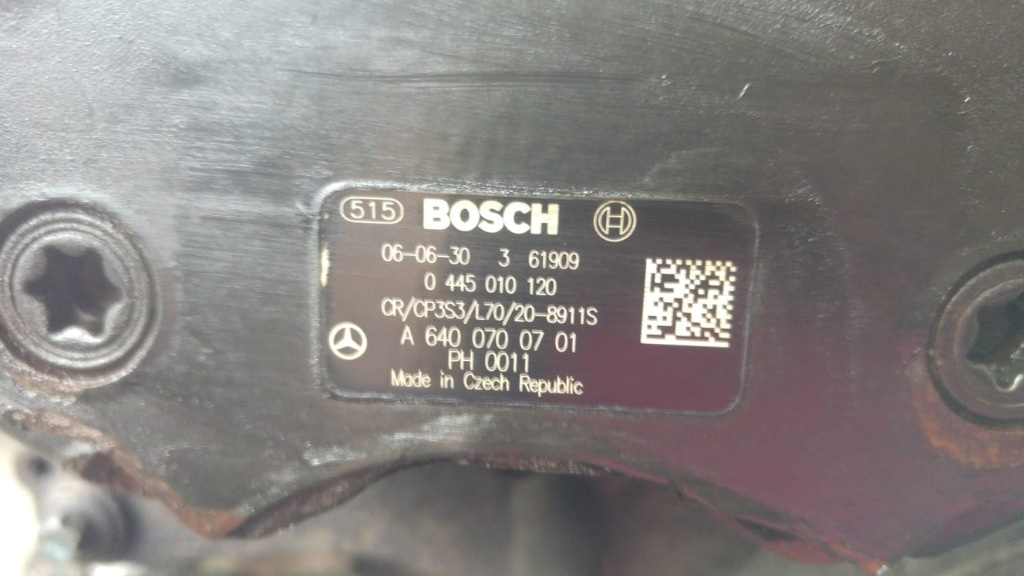 515 BOSCH
06-06-30 3 61909
0 445 010 120
CR/CP3S3/L70/20-8911S
A 640 070 07 01
PH 0011
Made in Czech Republic